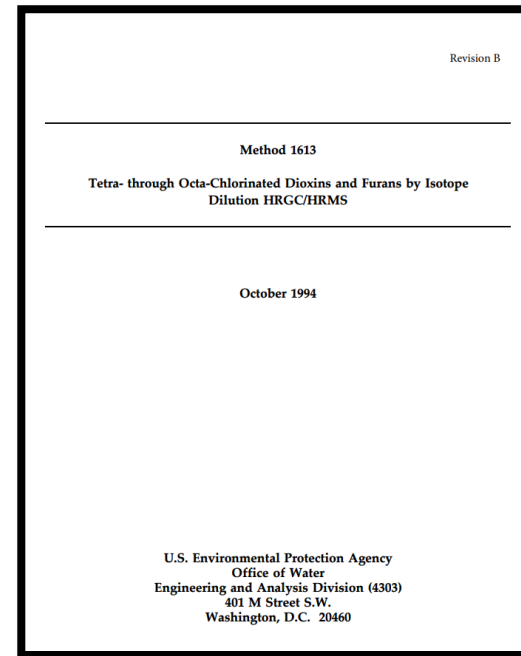 Revision B
Method 1613
Tetra- through Octa-Chlorinated Dioxins and Furans by Isotope
Dilution HRGC/HRMS
October 1994
U.S. Environmental Protection Agency
Office of Water
Engineering and Analysis Division (4303)
401 M Street S.W.
Washington, D.C. 20460